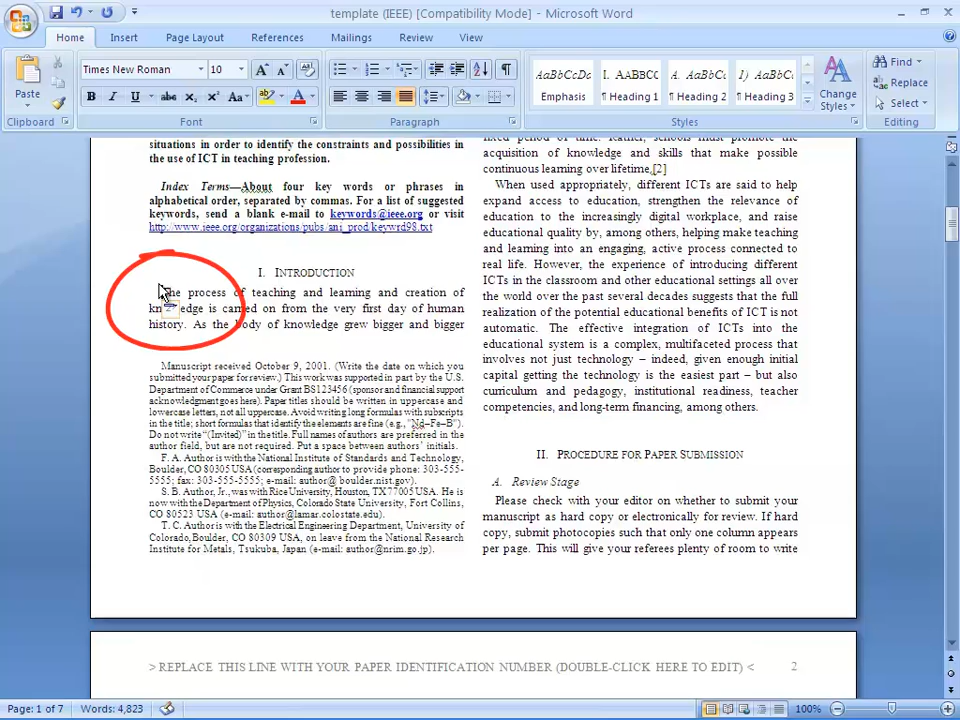 template (IEEE) [Compatibility Mode] - Microsoft Word
Home Insert Page Layout References Mailings Review View
Times New Roman 10 AaBbCcDc I. AABBCC A. AaBbCc 1) AaBbC Find
Replace
Paste B I U abc x₂ x² Aa A Emphasis ¶ Heading 1 ¶ Heading 2 ¶ Heading 3 Change Styles Select
Clipboard Font Paragraph Styles Editing
situations in order to identify the constraints and possibilities in
the use of ICT in teaching profession.
Index Terms—About four key words or phrases in
alphabetical order, separated by commas. For a list of suggested
keywords, send a blank e-mail to keywords@ieee.org or visit
http://www.ieee.org/organizations/pubs/ani_prod/keywrd98.txt
I. INTRODUCTION
The process of teaching and learning and creation of
edge is carried on from the very first day of human
history. As the body of knowledge grew bigger and bigger
Manuscript received October 9, 2001. (Write the date on which you
submitted your paper for review.) This work was supported in part by the U.S.
Department of Commerce under Grant BS123456 (sponsor and financial support
acknowledgment goes here). Paper titles should be written in uppercase and
lowercase letters, not all uppercase. Avoid writing long formulas with subscripts
in the title; short formulas that identify the elements are fine (e.g., "Nd–Fe–B").
Do not write "(Invited)" in the title. Full names of authors are preferred in the
author field, but are not required. Put a space between authors' initials.
F. A. Author is with the National Institute of Standards and Technology,
Boulder, CO 80305 USA (corresponding author to provide phone: 303-555-
5555; fax: 303-555-5555; e-mail: author@ boulder.nist.gov).
S. B. Author, Jr., was with Rice University, Houston, TX 77005 USA. He is
now with the Department of Physics, Colorado State University, Fort Collins,
CO 80523 USA (e-mail: author@lamar.colostate.edu).
T. C. Author is with the Electrical Engineering Department, University of
Colorado, Boulder, CO 80309 USA, on leave from the National Research
Institute for Metals, Tsukuba, Japan (e-mail: author@nrim.go.jp).
fixed period of time. Rather, schools must promote the
acquisition of knowledge and skills that make possible
continuous learning over lifetime,[2]
When used appropriately, different ICTs are said to help
expand access to education, strengthen the relevance of
education to the increasingly digital workplace, and raise
educational quality by, among others, helping make teaching
and learning into an engaging, active process connected to
real life. However, the experience of introducing different
ICTs in the classroom and other educational settings all over
the world over the past several decades suggests that the full
realization of the potential educational benefits of ICT is not
automatic. The effective integration of ICTs into the
educational system is a complex, multifaceted process that
involves not just technology – indeed, given enough initial
capital getting the technology is the easiest part – but also
curriculum and pedagogy, institutional readiness, teacher
competencies, and long-term financing, among others.
II. PROCEDURE FOR PAPER SUBMISSION
A. Review Stage
Please check with your editor on whether to submit your
manuscript as hard copy or electronically for review. If hard
copy, submit photocopies such that only one column appears
per page. This will give your referees plenty of room to write
> REPLACE THIS LINE WITH YOUR PAPER IDENTIFICATION NUMBER (DOUBLE-CLICK HERE TO EDIT) < 2
Page: 1 of 7 Words: 4,823 100%